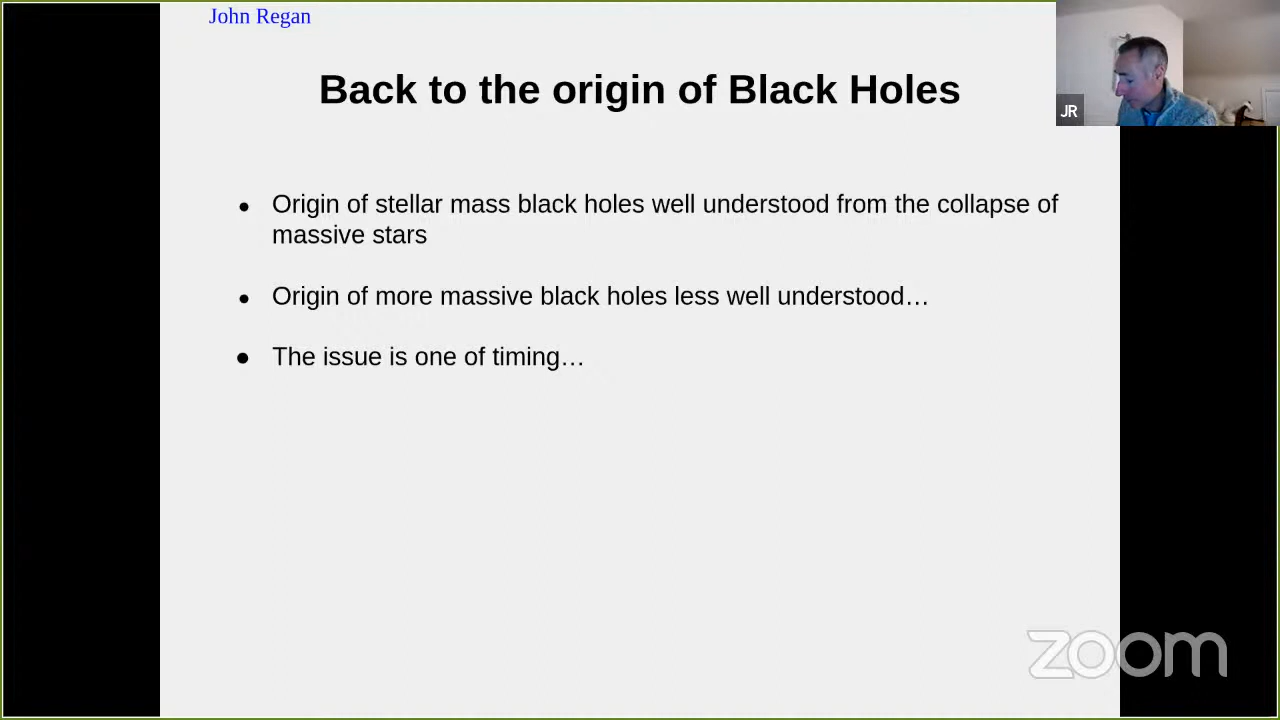 John Regan
Back to the origin of Black Holes
JR
● Origin of stellar mass black holes well understood from the collapse of
massive stars
● Origin of more massive black holes less well understood…
● The issue is one of timing…
zoom